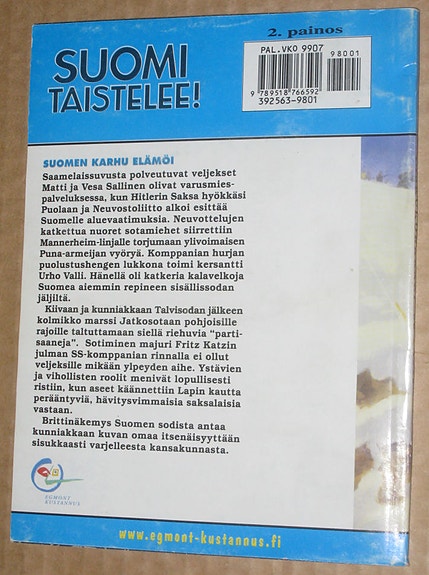 2. painos
PAL.VKO 9907
98001
9 789518 766592
392563-9801
SUOMI
TAISTELEE!
SUOMEN KARHU ELÄMÖI
Saamelaissuvusta polveutuvat veljekset
Matti ja Vesa Sallinen olivat varusmies-
palveluksessa, kun Hitlerin Saksa hyökkäsi
Puolaan ja Neuvostoliitto alkoi esittää
Suomelle aluevaatimuksia. Neuvottelujen
katkettua nuoret sotamiehet siirrettiin
Mannerheim-linjalle torjumaan ylivoimaisen
Puna-armeijan vyöryä. Komppanian hurjan
puolustushengen lukkona toimi kersantti
Urho Valli. Hänellä oli katkeria kalavelkoja
Suomea aiemmin repineen sisällissodan
jäljiltä.
Kiivaan ja kunniakkaan Talvisodan jälkeen
kolmikko marssi Jatkosotaan pohjoisille
rajoille taltuttamaan siellä riehuvia "parti-
saaneja". Sotiminen majuri Fritz Katzin
julman SS-komppanian rinnalla ei ollut
veljeksille mikään ylpeyden aihe. Ystävien
ja vihollisten roolit menivät lopullisesti
ristiin, kun aseet käännettiin Lapin kautta
perääntyviä, hävitysvimmaisia saksalaisia
vastaan.
Brittinäkemys Suomen sodista antaa
kunniakkaan kuvan omaa itsenäisyyttään
sisukkaasti varjelleesta kansakunnasta.
EGMONT
KUSTANNUS
www.egmont-kustannus.fi